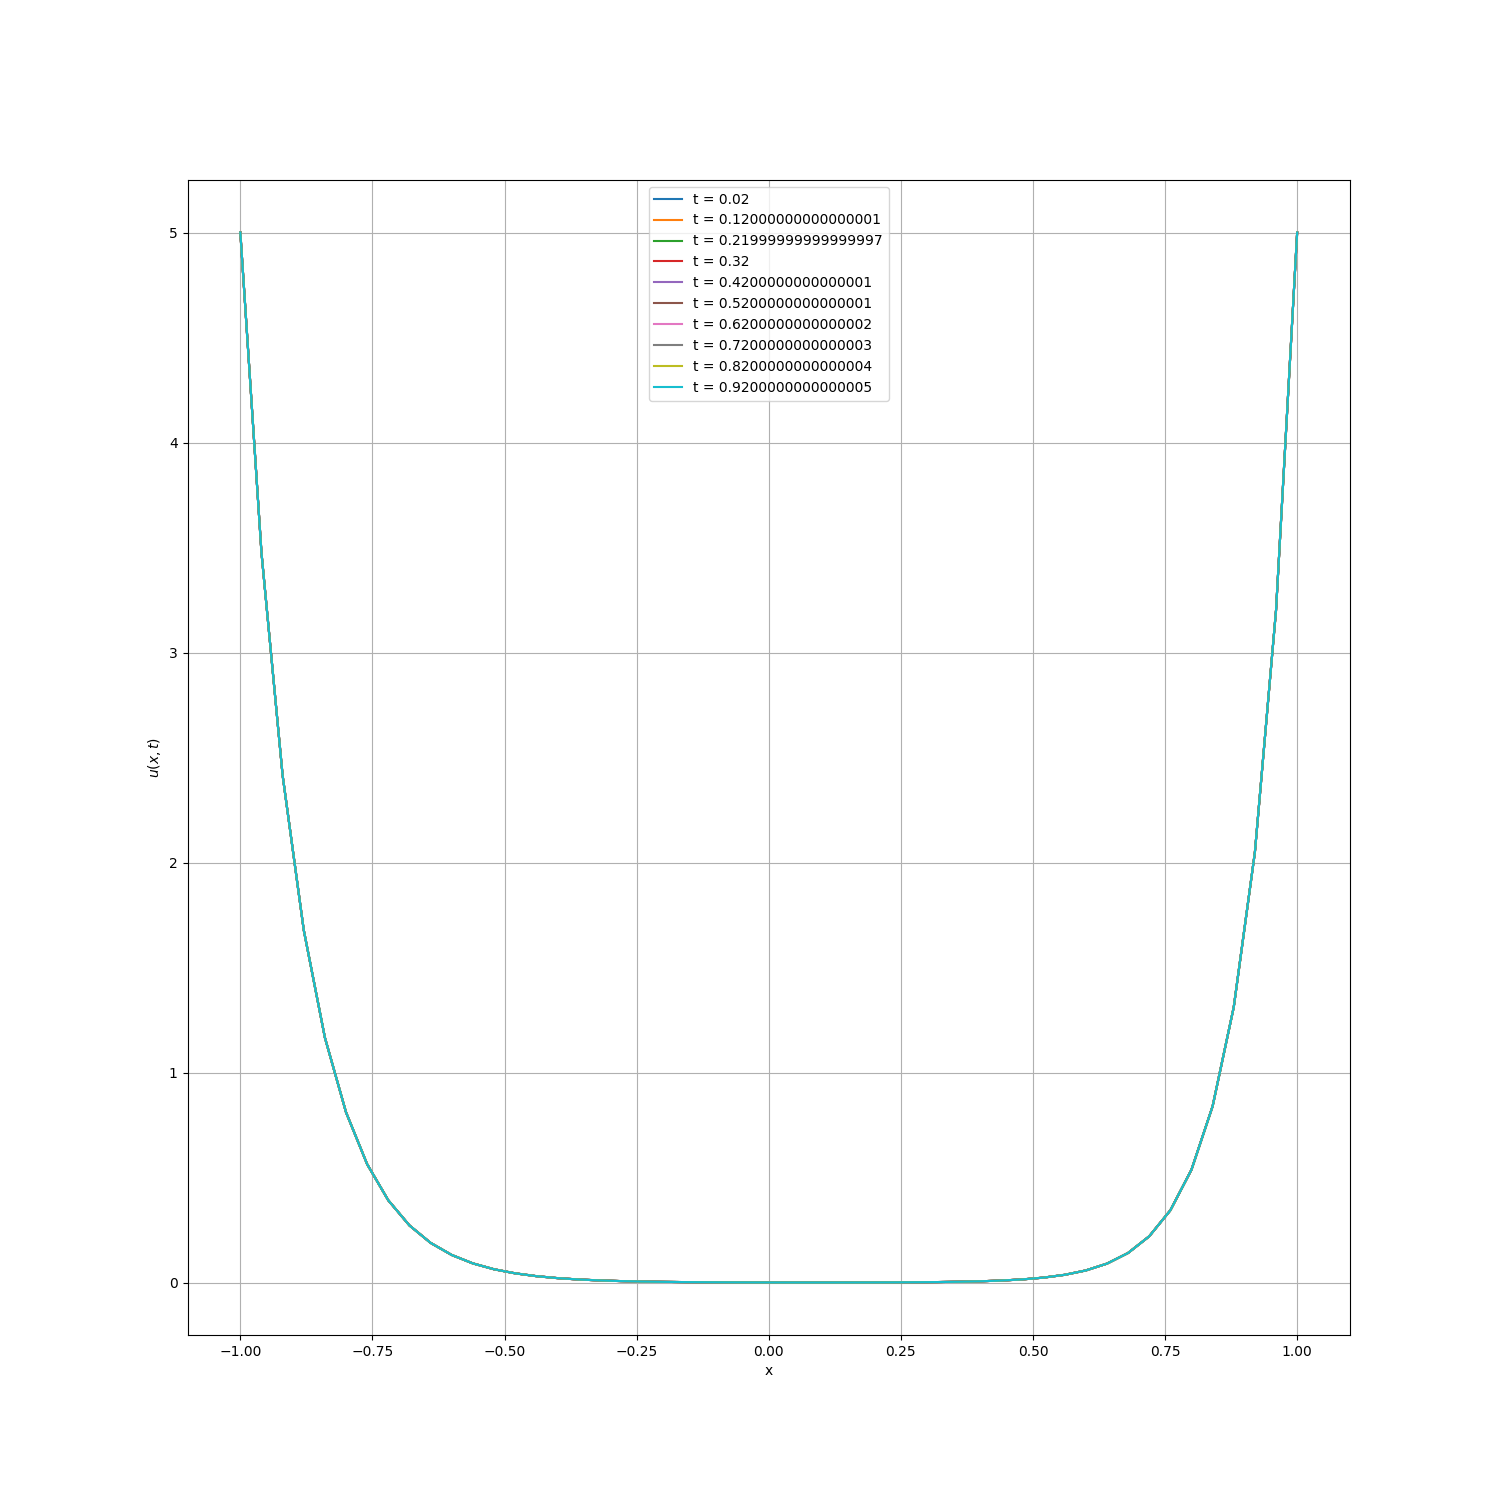 t = 0.02
t = 0.12000000000000001
t = 0.21999999999999997
t = 0.32
t = 0.4200000000000001
t = 0.5200000000000001
t = 0.6200000000000002
t = 0.7200000000000003
t = 0.8200000000000004
t = 0.9200000000000005
5
4
3
2
1
0
u(x, t)
−1.00 −0.75 −0.50 −0.25 0.00 0.25 0.50 0.75 1.00
x